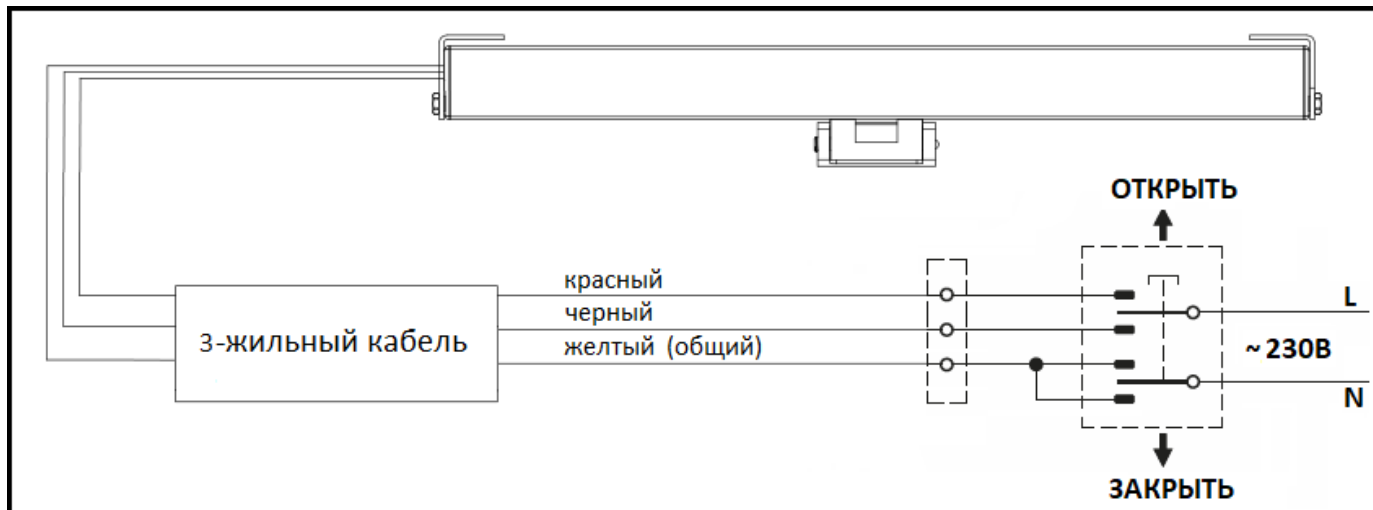 ОТКРЫТЬ
красный
черный
желтый (общий)
3-жильный кабель
L
~ 230В
N
ЗАКРЫТЬ